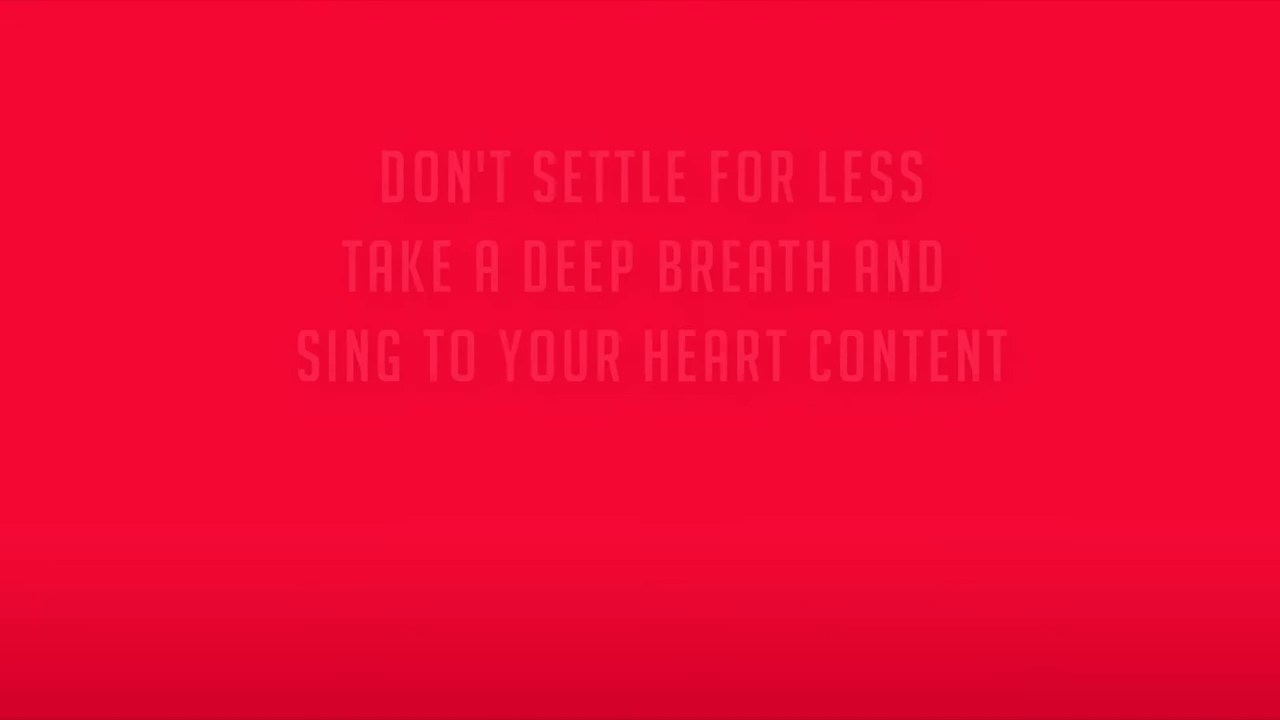 DON'T SETTLE FOR LESS
TAKE A DEEP BREATH AND
SING TO YOUR HEART CONTENT